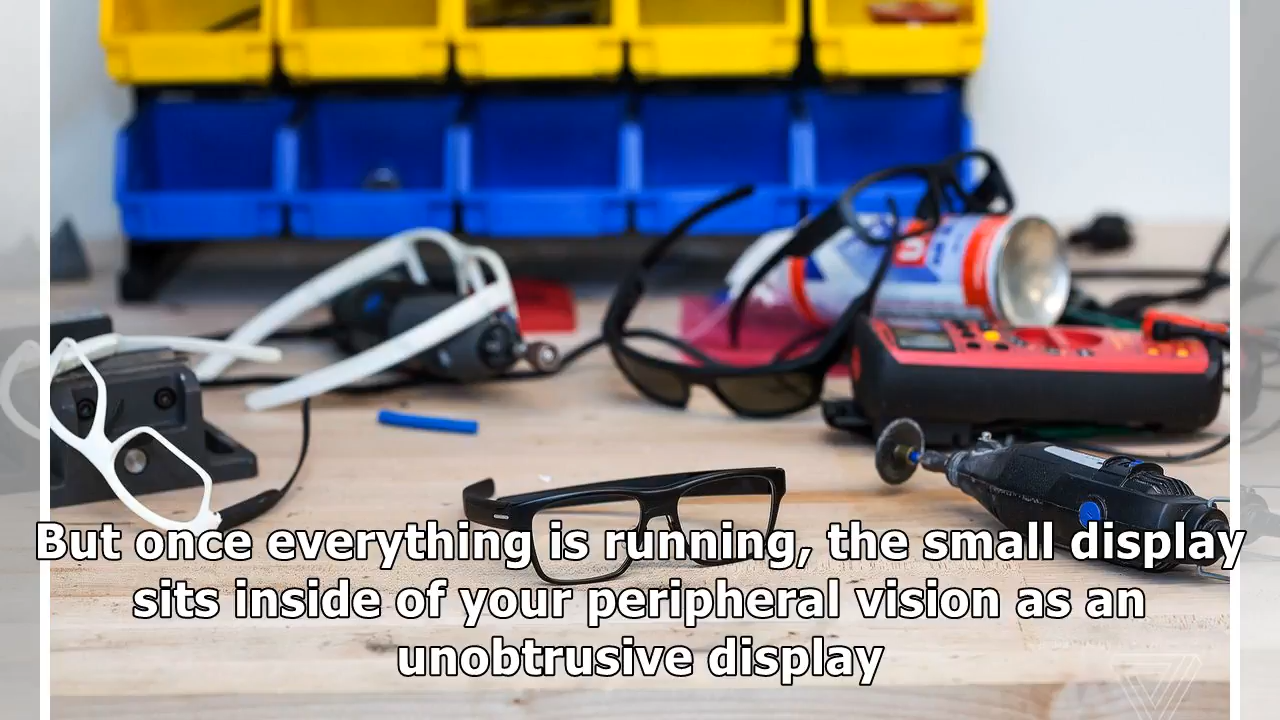 But once everything is running, the small display
sits inside of your peripheral vision as an
unobtrusive display